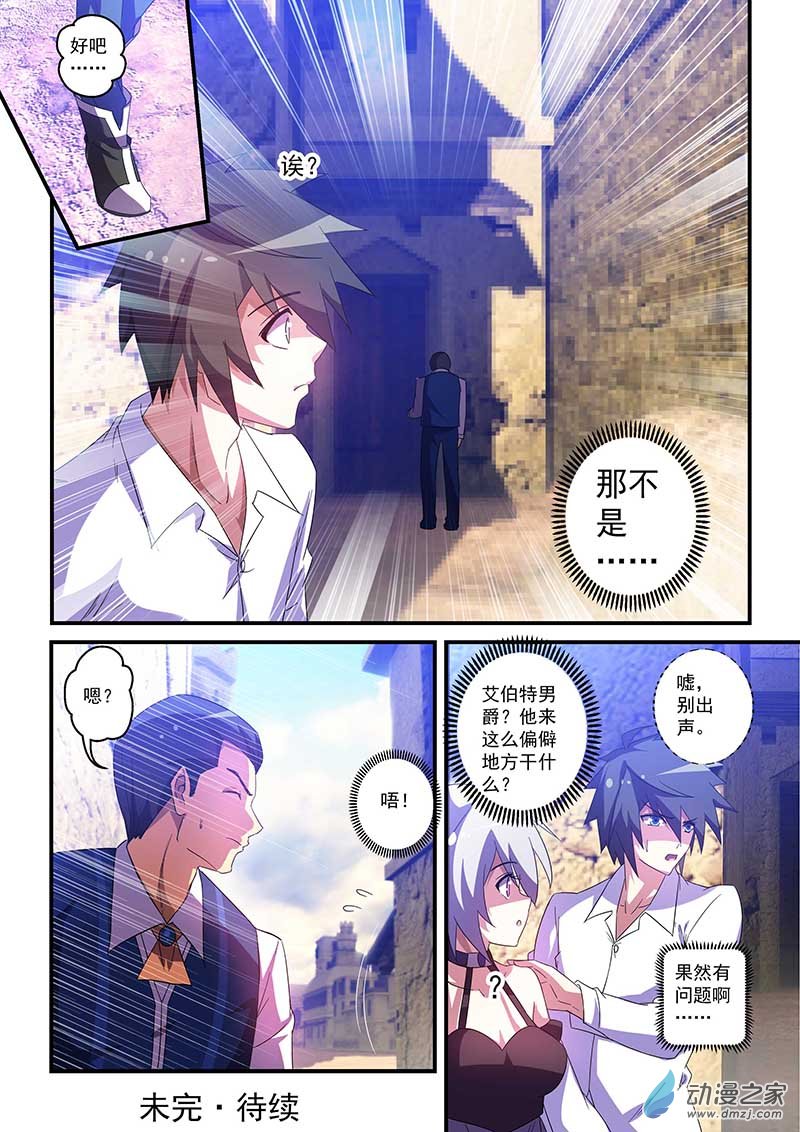 好吧
……
诶？
那不
是
……
嗯？
唔！
艾伯特男
爵？他来
这么偏僻
地方干什
么？
嘘，
别出
声。
？
果然有
问题啊
……
未完·待续
动漫之家
www.dmzj.com